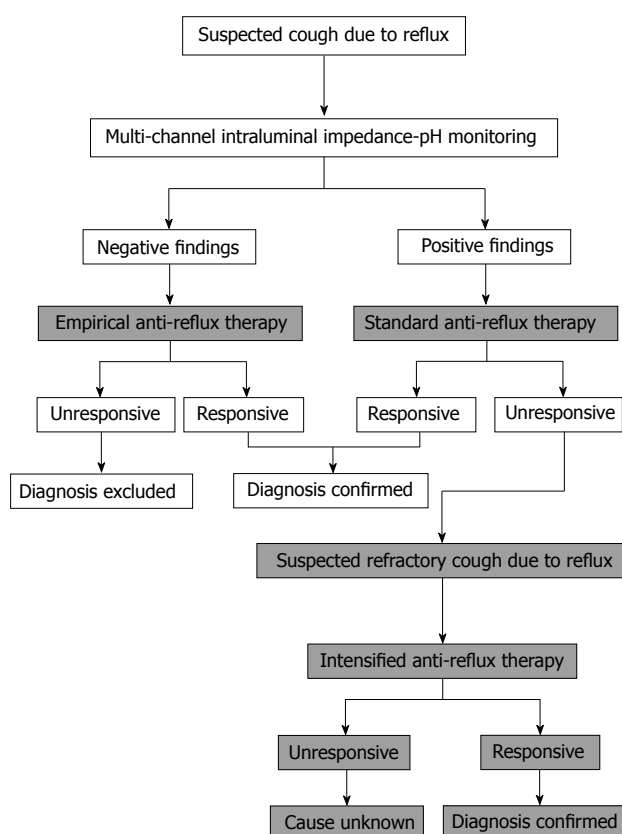 Suspected cough due to reflux
Multi-channel intraluminal impedance-pH monitoring
Negative findings
Positive findings
Empirical anti-reflux therapy
Standard anti-reflux therapy
Unresponsive
Responsive
Responsive
Unresponsive
Diagnosis excluded
Diagnosis confirmed
Suspected refractory cough due to reflux
Intensified anti-reflux therapy
Unresponsive
Responsive
Cause unknown
Diagnosis confirmed